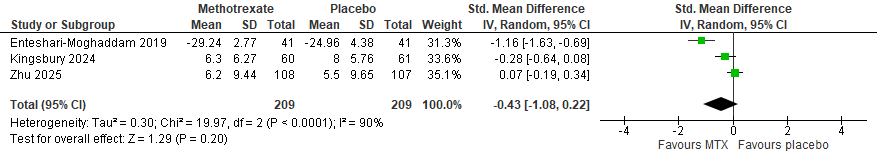 Methotrexate Placebo Std. Mean Difference Std. Mean Difference
Study or Subgroup Mean SD Total Mean SD Total Weight IV, Random, 95% CI IV, Random, 95% CI
Enteshari-Moghaddam 2019 -29.24 2.77 41 -24.96 4.38 41 31.3% -1.16 [-1.63, -0.69]
Kingsbury 2024 6.3 6.27 60 8 5.76 61 33.6% -0.28 [-0.64, 0.08]
Zhu 2025 6.2 9.44 108 5.5 9.65 107 35.1% 0.07 [-0.19, 0.34]
Total (95% CI) 209 209 100.0% -0.43 [-1.08, 0.22]
Heterogeneity: Tau² = 0.30; Chi² = 19.97, df = 2 (P < 0.0001); I² = 90%
Test for overall effect: Z = 1.29 (P = 0.20)
-4 -2 0 2 4
Favours MTX Favours placebo